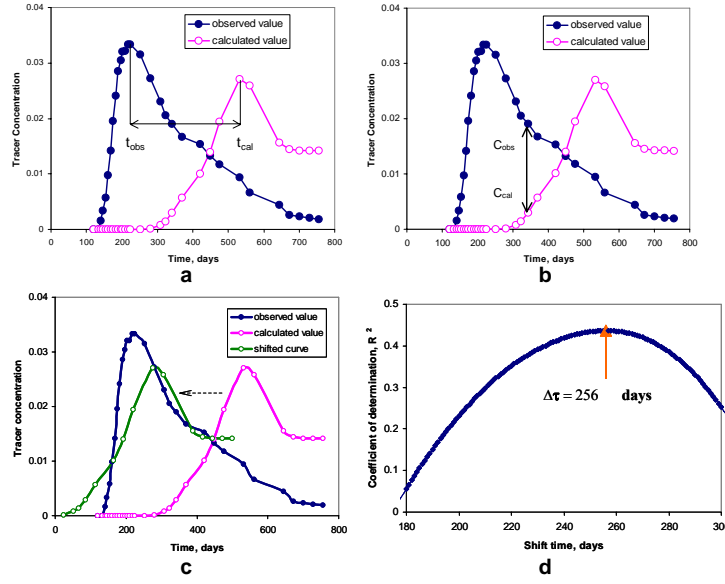 0.04
0.03
0.02
0.01
0
Tracer Concentration
observed value
calculated value
t_obs
t_cal
0 100 200 300 400 500 600 700 800
Time, days
a
0.04
0.03
0.02
0.01
0
Tracer Concentration
observed value
calculated value
C_obs
C_cal
0 100 200 300 400 500 600 700 800
Time, days
b
0.04
0.03
0.02
0.01
0
Tracer concentration
observed value
calculated value
shifted curve
0 200 400 600 800
Time, days
c
0.5
0.4
0.3
0.2
0.1
0
Coefficient of determination, R ²
Δτ = 256 days
180 200 220 240 260 280 300
Shift time, days
d